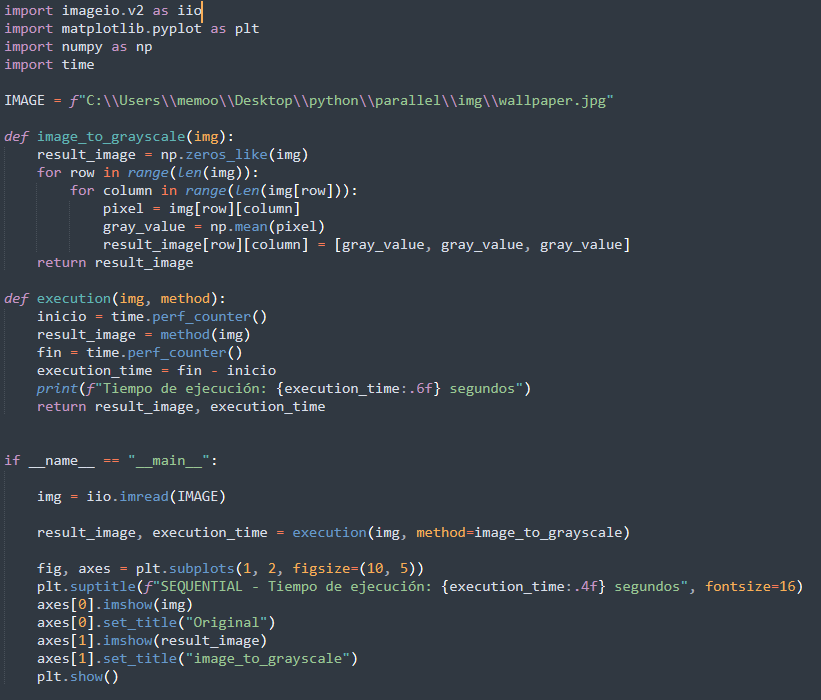 import imageio.v2 as iio
import matplotlib.pyplot as plt
import numpy as np
import time

IMAGE = f"C:\\Users\\memoo\\Desktop\\python\\parallel\\img\\wallpaper.jpg"

def image_to_grayscale(img):
    result_image = np.zeros_like(img)
    for row in range(len(img)):
        for column in range(len(img[row])):
            pixel = img[row][column]
            gray_value = np.mean(pixel)
            result_image[row][column] = [gray_value, gray_value, gray_value]
    return result_image

def execution(img, method):
    inicio = time.perf_counter()
    result_image = method(img)
    fin = time.perf_counter()
    execution_time = fin - inicio
    print(f"Tiempo de ejecución: {execution_time:.6f} segundos")
    return result_image, execution_time


if __name__ == "__main__":

    img = iio.imread(IMAGE)

    result_image, execution_time = execution(img, method=image_to_grayscale)

    fig, axes = plt.subplots(1, 2, figsize=(10, 5))
    plt.suptitle(f"SEQUENTIAL - Tiempo de ejecución: {execution_time:.4f} segundos", fontsize=16)
    axes[0].imshow(img)
    axes[0].set_title("Original")
    axes[1].imshow(result_image)
    axes[1].set_title("image_to_grayscale")
    plt.show()